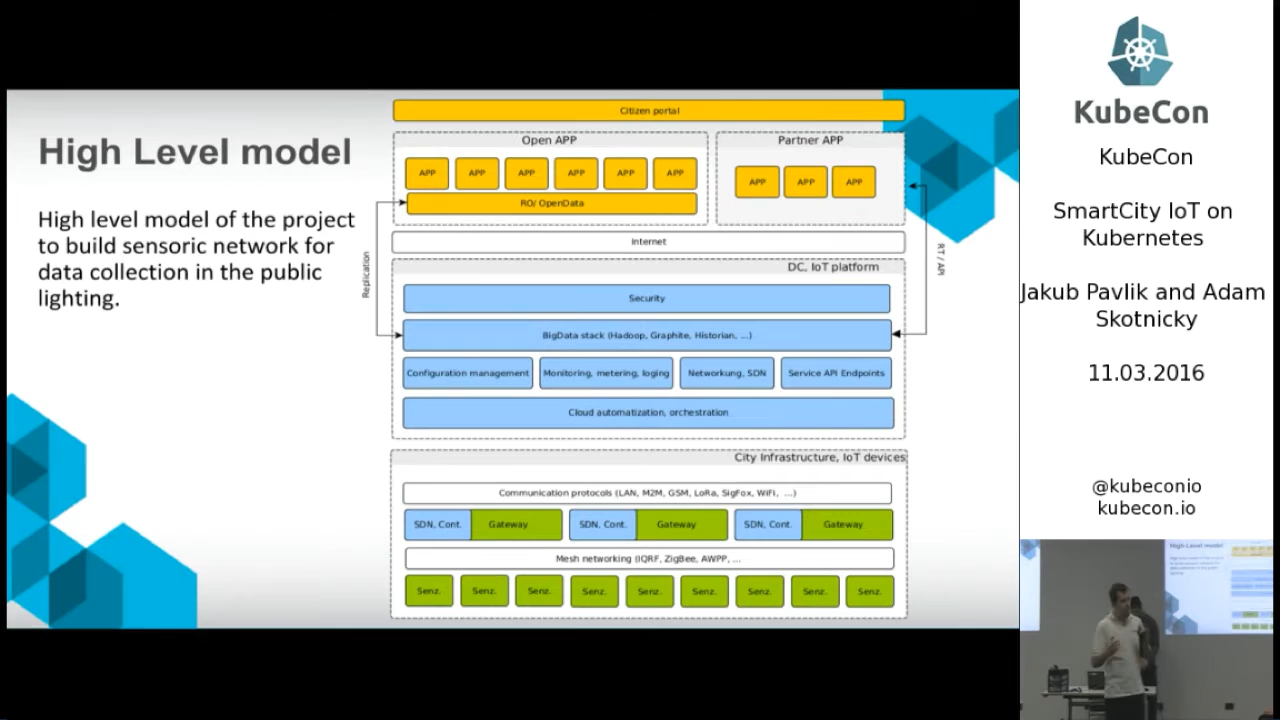 High Level model
High level model of the project
to build sensoric network for
data collection in the public
lighting.
Citizen portal
Open APP
Partner APP
APP APP APP APP APP APP
APP APP APP
RO/ OpenData
Internet
Replication
RT / API
DC, IoT platform
Security
BigData stack (Hadoop, Graphite, Historian, ...)
Configuration management
Monitoring, metering, loging
Networkung, SDN
Service API Endpoints
Cloud automatization, orchestration
City Infrastructure, IoT devices
Communication protocols (LAN, M2M, GSM, LoRa, SigFox, WiFi, ...)
SDN, Cont. Gateway SDN, Cont. Gateway SDN, Cont. Gateway
Mesh networking (IQRF, ZigBee, AWPP, ...
Senz. Senz. Senz. Senz. Senz. Senz. Senz. Senz. Senz.
KubeCon
KubeCon
SmartCity IoT on
Kubernetes
Jakub Pavlik and Adam
Skotnicky
11.03.2016
@kubeconio
kubecon.io
High Level model